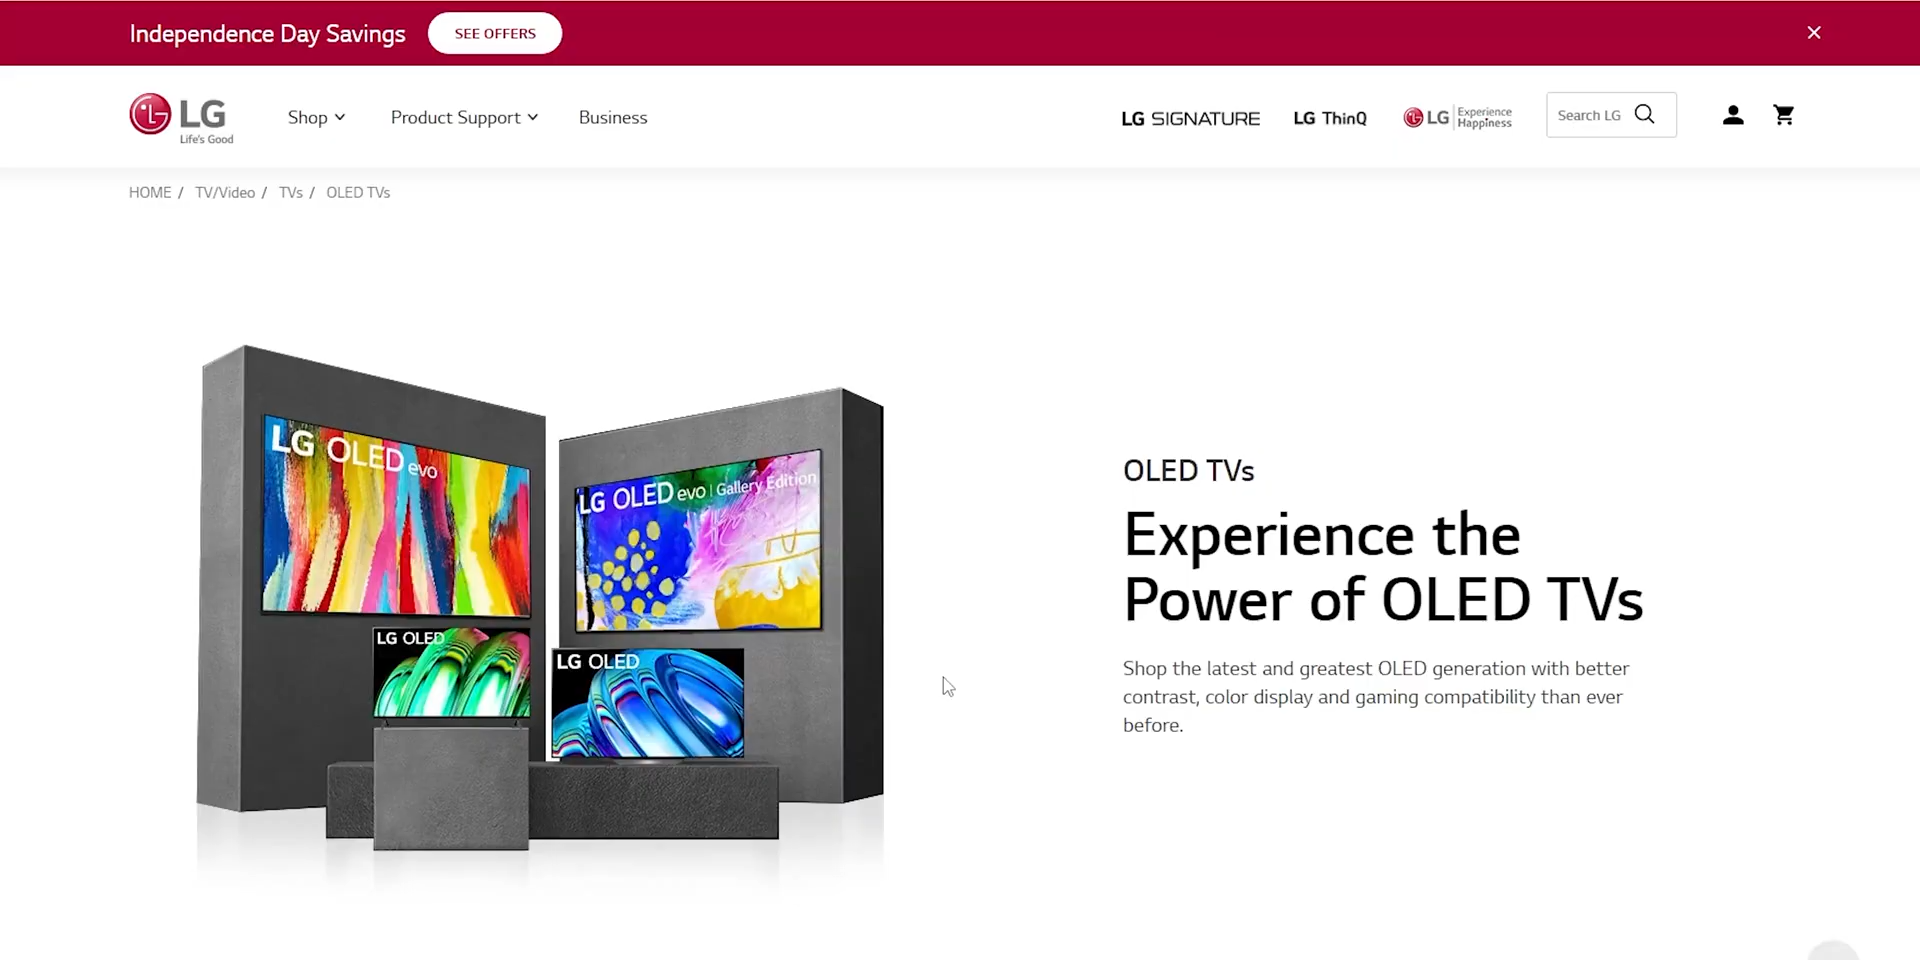 Independence Day Savings SEE OFFERS
LG
Life's Good
Shop
Product Support
Business
LG SIGNATURE
LG ThinQ
LG Experience
Happiness
Search LG
HOME / TV/Video / TVs / OLED TVs
LG OLED evo
LG OLED evo | Gallery Edition
LG OLED
LG OLED
OLED TVs
Experience the
Power of OLED TVs
Shop the latest and greatest OLED generation with better
contrast, color display and gaming compatibility than ever
before.